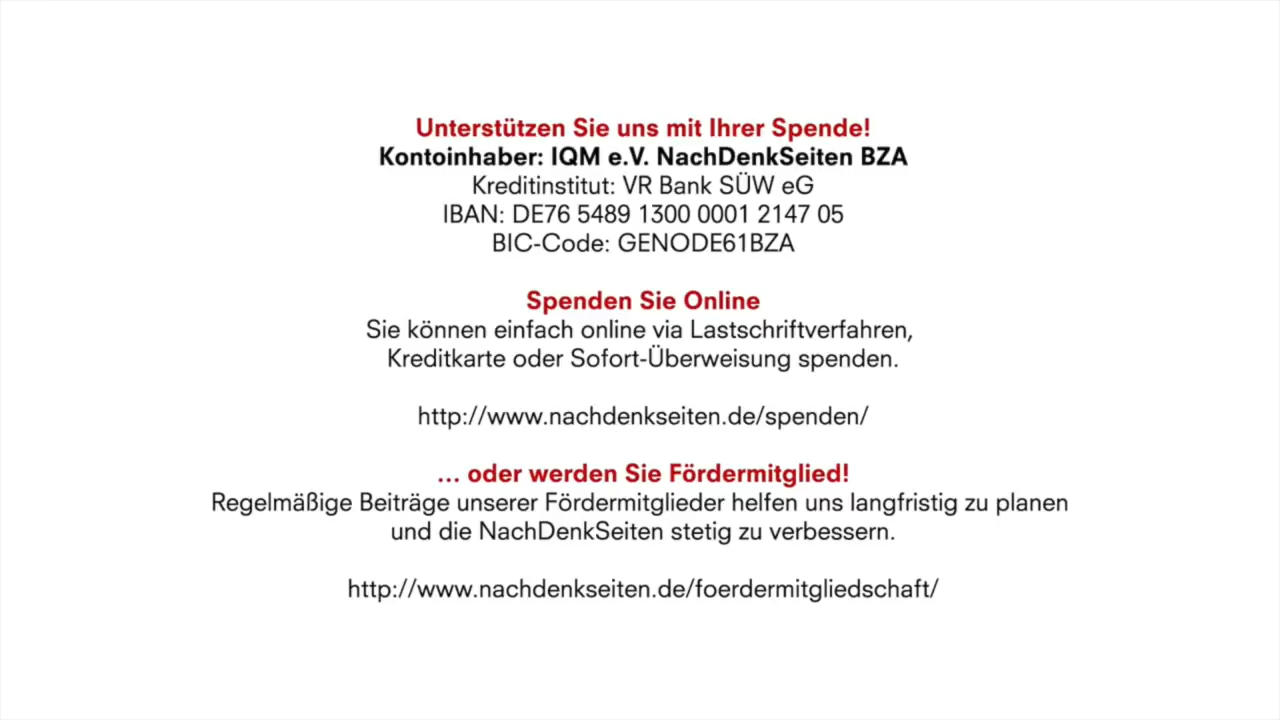 Unterstützen Sie uns mit Ihrer Spende!
Kontoinhaber: IQM e.V. NachDenkSeiten BZA
Kreditinstitut: VR Bank SÜW eG
IBAN: DE76 5489 1300 0001 2147 05
BIC-Code: GENODE61BZA
Spenden Sie Online
Sie können einfach online via Lastschriftverfahren,
Kreditkarte oder Sofort-Überweisung spenden.
http://www.nachdenkseiten.de/spenden/
... oder werden Sie Fördermitglied!
Regelmäßige Beiträge unserer Fördermitglieder helfen uns langfristig zu planen
und die NachDenkSeiten stetig zu verbessern.
http://www.nachdenkseiten.de/foerdermitgliedschaft/